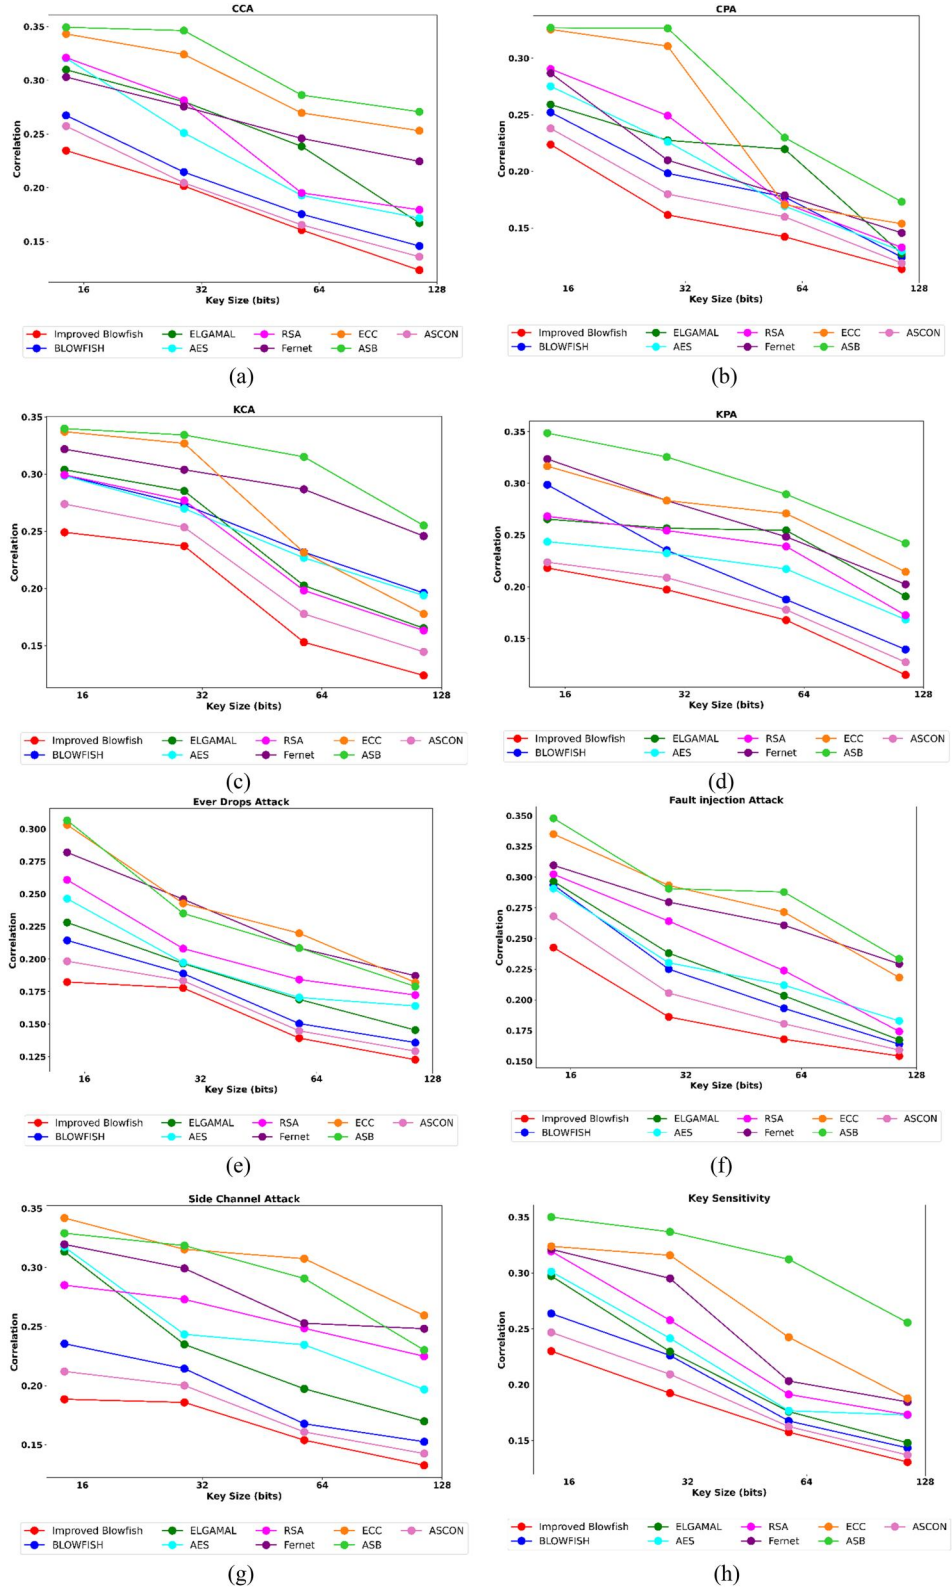 CCA
0.35
0.30
0.25
0.20
0.15
Correlation
16 32 64 128
Key Size (bits)
Improved Blowfish ELGAMAL RSA ECC ASCON
BLOWFISH AES Fernet ASB
(a)
CPA
0.30
0.25
0.20
0.15
Correlation
16 32 64 128
Key Size (bits)
Improved Blowfish ELGAMAL RSA ECC ASCON
BLOWFISH AES Fernet ASB
(b)
KCA
0.35
0.30
0.25
0.20
0.15
Correlation
16 32 64 128
Key Size (bits)
Improved Blowfish ELGAMAL RSA ECC ASCON
BLOWFISH AES Fernet ASB
(c)
KPA
0.35
0.30
0.25
0.20
0.15
Correlation
16 32 64 128
Key Size (bits)
Improved Blowfish ELGAMAL RSA ECC ASCON
BLOWFISH AES Fernet ASB
(d)
Ever Drops Attack
0.300
0.275
0.250
0.225
0.200
0.175
0.150
0.125
Correlation
16 32 64 128
Key Size (bits)
Improved Blowfish ELGAMAL RSA ECC ASCON
BLOWFISH AES Fernet ASB
(e)
Fault injection Attack
0.350
0.325
0.300
0.275
0.250
0.225
0.200
0.175
0.150
Correlation
16 32 64 128
Key Size (bits)
Improved Blowfish ELGAMAL RSA ECC ASCON
BLOWFISH AES Fernet ASB
(f)
Side Channel Attack
0.35
0.30
0.25
0.20
0.15
Correlation
16 32 64 128
Key Size (bits)
Improved Blowfish ELGAMAL RSA ECC ASCON
BLOWFISH AES Fernet ASB
(g)
Key Sensitivity
0.35
0.30
0.25
0.20
0.15
Correlation
16 32 64 128
Key Size (bits)
Improved Blowfish ELGAMAL RSA ECC ASCON
BLOWFISH AES Fernet ASB
(h)